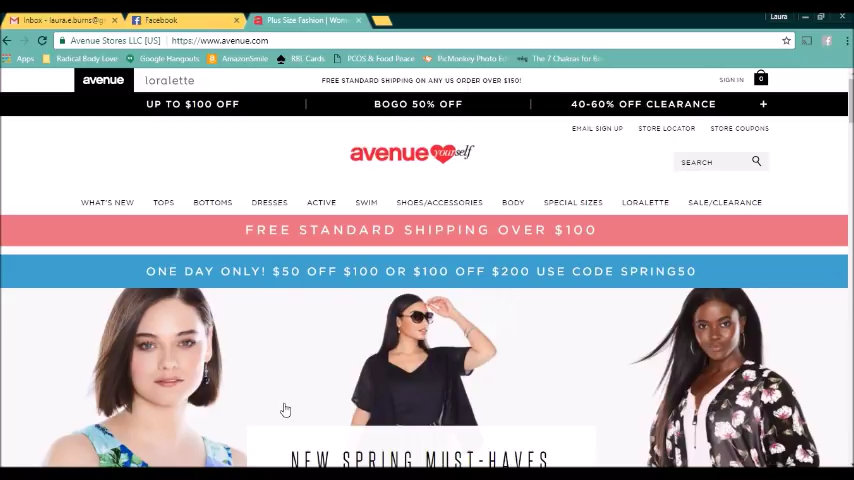 Inbox - laura.e.burns@g
Facebook
Plus Size Fashion | Wom
Laura
Avenue Stores LLC [US] https://www.avenue.com
Apps Radical Body Love Google Hangouts AmazonSmile RBL Cards PCOS & Food Peace PicMonkey Photo The 7 Chakras for
avenue loralette FREE STANDARD SHIPPING ON ANY US ORDER OVER $150! SIGN IN 0
UP TO $100 OFF | BOGO 50% OFF | 40-60% OFF CLEARANCE +
EMAIL SIGN UP STORE LOCATOR STORE COUPONS
avenue yourself
SEARCH
WHAT'S NEW TOPS BOTTOMS DRESSES ACTIVE SWIM SHOES/ACCESSORIES BODY SPECIAL SIZES LORALETTE SALE/CLEARANCE
FREE STANDARD SHIPPING OVER $100
ONE DAY ONLY! $50 OFF $100 OR $100 OFF $200 USE CODE SPRING50
NEW SPRING MUST-HAVES